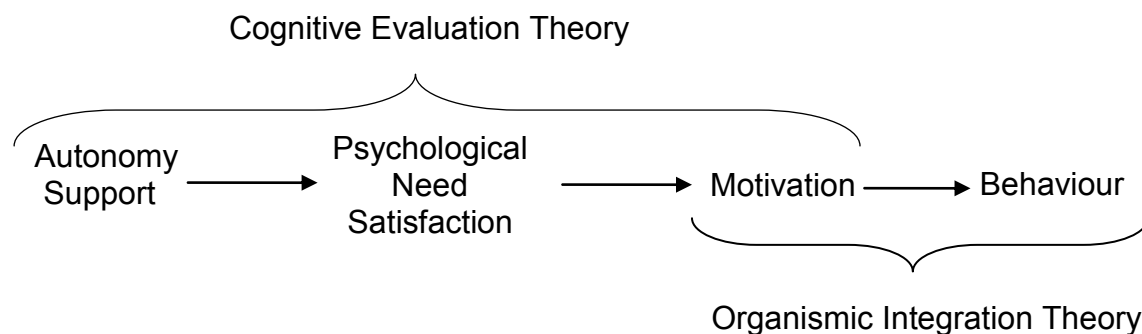 Cognitive Evaluation Theory
Autonomy
Support
Psychological
Need
Satisfaction
Motivation
Behaviour
Organismic Integration Theory